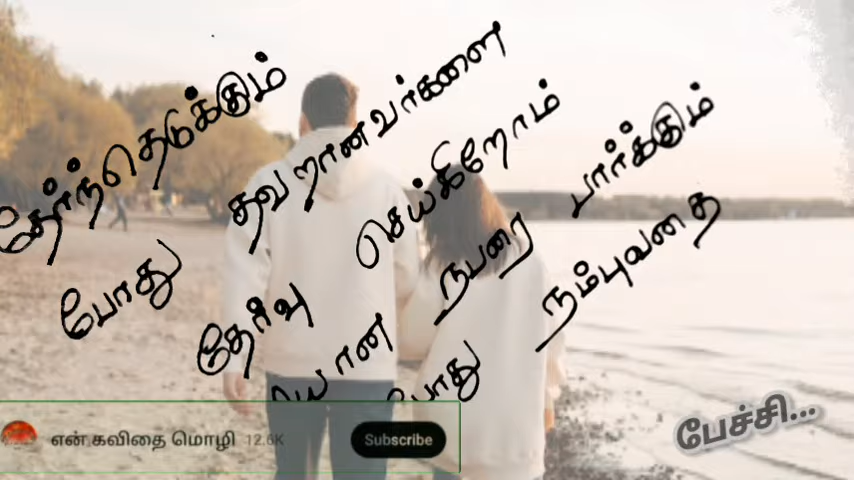 தேர்ந்தெடுக்கும்
போது தவறானவர்களை
தேர்வு செய்கிறோம்
நபரை பார்க்கும்
போது நம்புவதை
பேச்சி...
என் கவிதை மொழி 12.6K Subscribe